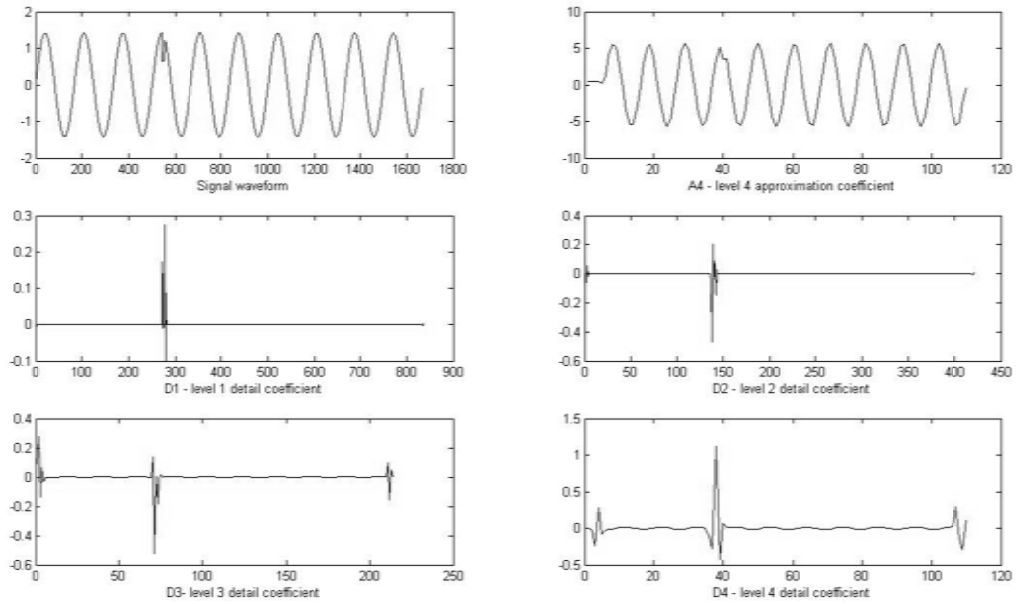 2
1
0
-1
-2
0 200 400 600 800 1000 1200 1400 1600 1800
Signal waveform
10
5
0
-5
-10
0 20 40 60 80 100 120
A4 - level 4 approximation coefficient
0.3
0.2
0.1
0
-0.1
0 100 200 300 400 500 600 700 800 900
D1 - level 1 detail coefficient
0.4
0.2
0
-0.2
-0.4
-0.6
0 50 100 150 200 250 300 350 400 450
D2 - level 2 detail coefficient
0.4
0.2
0
-0.2
-0.4
-0.6
0 50 100 150 200 250
D3- level 3 detail coefficient
1.5
1
0.5
0
-0.5
0 20 40 60 80 100 120
D4 - level 4 detail coefficient